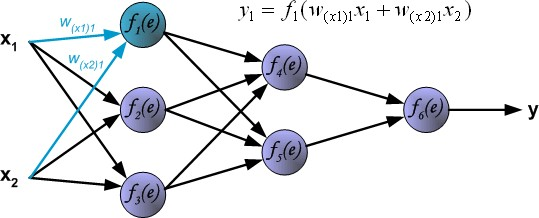 y₁ = f₁(w₍ₓ₁₎₁x₁ + w₍ₓ₂₎₁x₂)
w(x1)1
f₁(e)
x₁
w(x2)1
f₄(e)
f₂(e)
f₆(e)
y
f₅(e)
x₂
f₃(e)